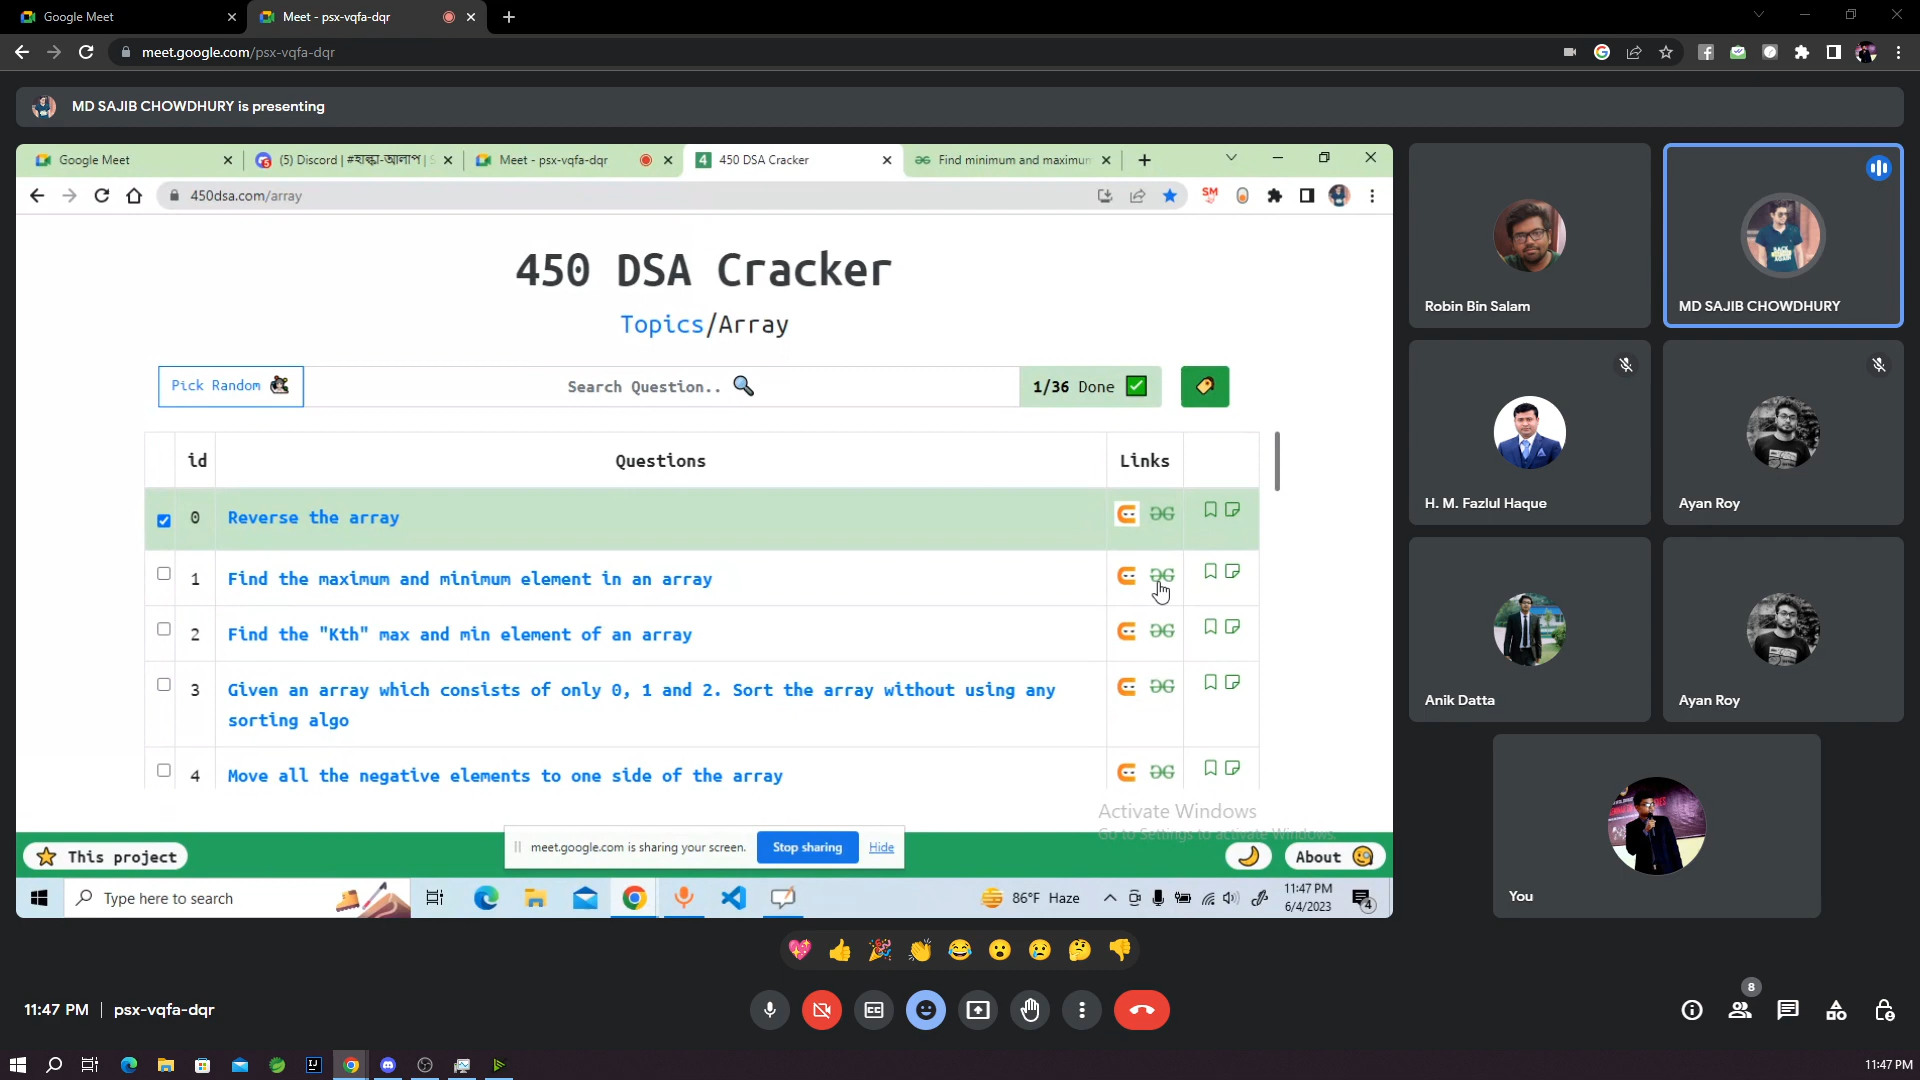 Google Meet
Meet - psx-vqfa-dqr
meet.google.com/psx-vqfa-dqr
MD SAJIB CHOWDHURY is presenting
Google Meet
(5) Discord | #হাল্কা-আলাপ |
Meet - psx-vqfa-dqr
450 DSA Cracker
Find minimum and maximum
450dsa.com/array
SM
450 DSA Cracker
Topics/Array
Pick Random
Search Question..
1/36 Done
id
Questions
Links
0
Reverse the array
1
Find the maximum and minimum element in an array
2
Find the "Kth" max and min element of an array
3
Given an array which consists of only 0, 1 and 2. Sort the array without using any
sorting algo
4
Move all the negative elements to one side of the array
Activate Windows
Go to Settings to activate Windows.
This project
meet.google.com is sharing your screen.
Stop sharing
Hide
About
Type here to search
86°F Haze
11:47 PM
6/4/2023
4
Robin Bin Salam
MD SAJIB CHOWDHURY
H. M. Fazlul Haque
Ayan Roy
Anik Datta
Ayan Roy
You
11:47 PM | psx-vqfa-dqr
8
11:47 PM